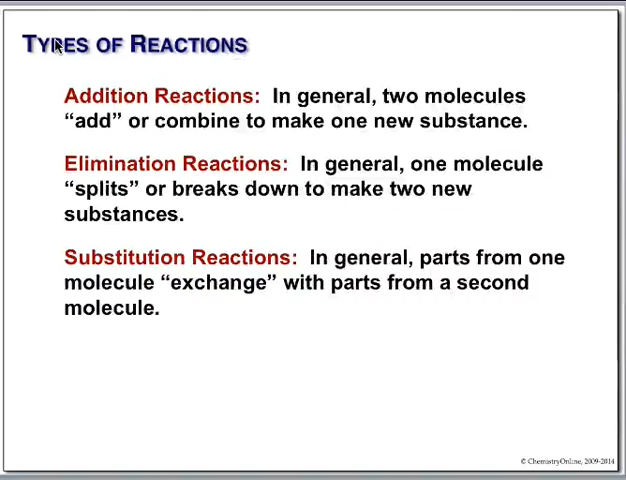 TYPES OF REACTIONS
Addition Reactions: In general, two molecules
“add” or combine to make one new substance.
Elimination Reactions: In general, one molecule
“splits” or breaks down to make two new
substances.
Substitution Reactions: In general, parts from one
molecule “exchange” with parts from a second
molecule.
© ChemistryOnline, 2009-2014